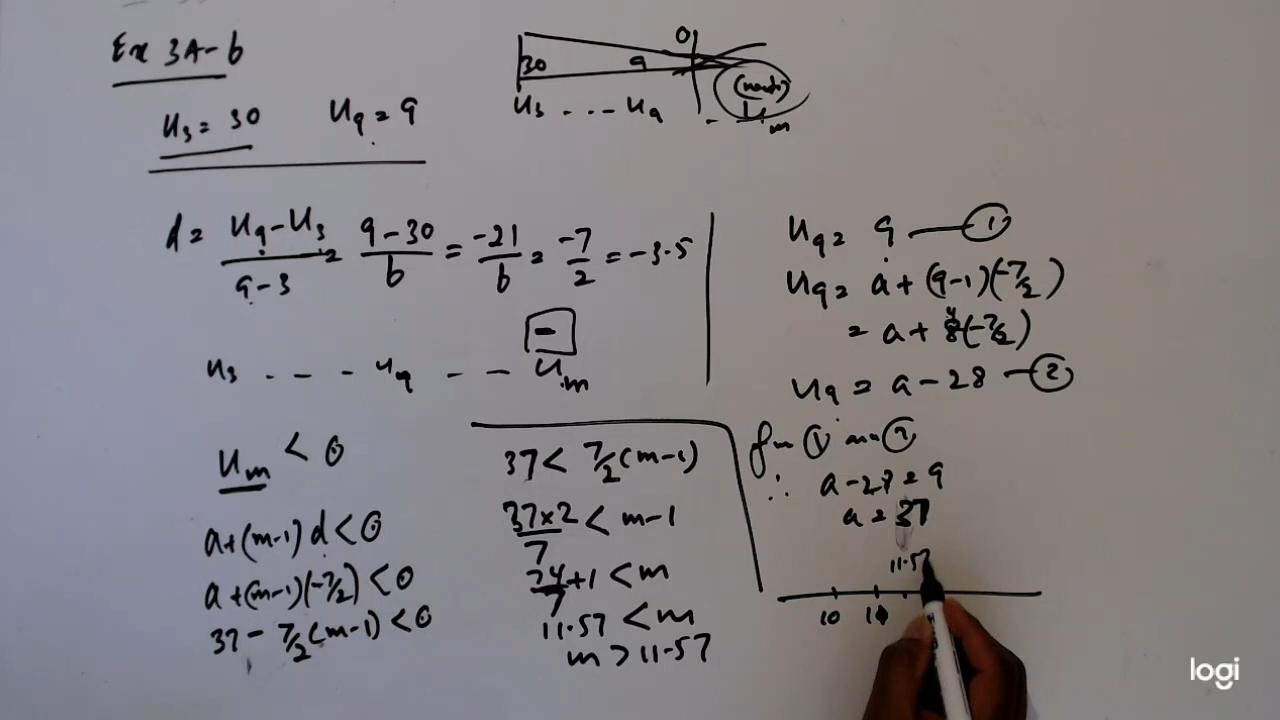 Ex 3A-6
30 9 0
(neg)
u₃ . . . . u₉ . . uₘ
u₃ = 30 u₉ = 9
d = u₉ - u₃ / 9 - 3 = 9 - 30 / 6 = -21 / 6 = -7 / 2 = -3.5
-
u₃ - - - u₉ - - uₘ
uₘ < 0
a + (m-1) d < 0
a + (m-1)(-7/2) < 0
37 - 7/2 (m-1) < 0
37 < 7/2 (m-1)
37×2 / 7 < m-1
74 / 7 + 1 < m
11.57 < m
m > 11.57
u₉ = 9 — ①
u₉ = a + (9-1)(-7/2)
= a + 8(-7/2) 4
u₉ = a - 28 — ②
∴ a - 28 = 9
a = 37
11.57
10 11
logi